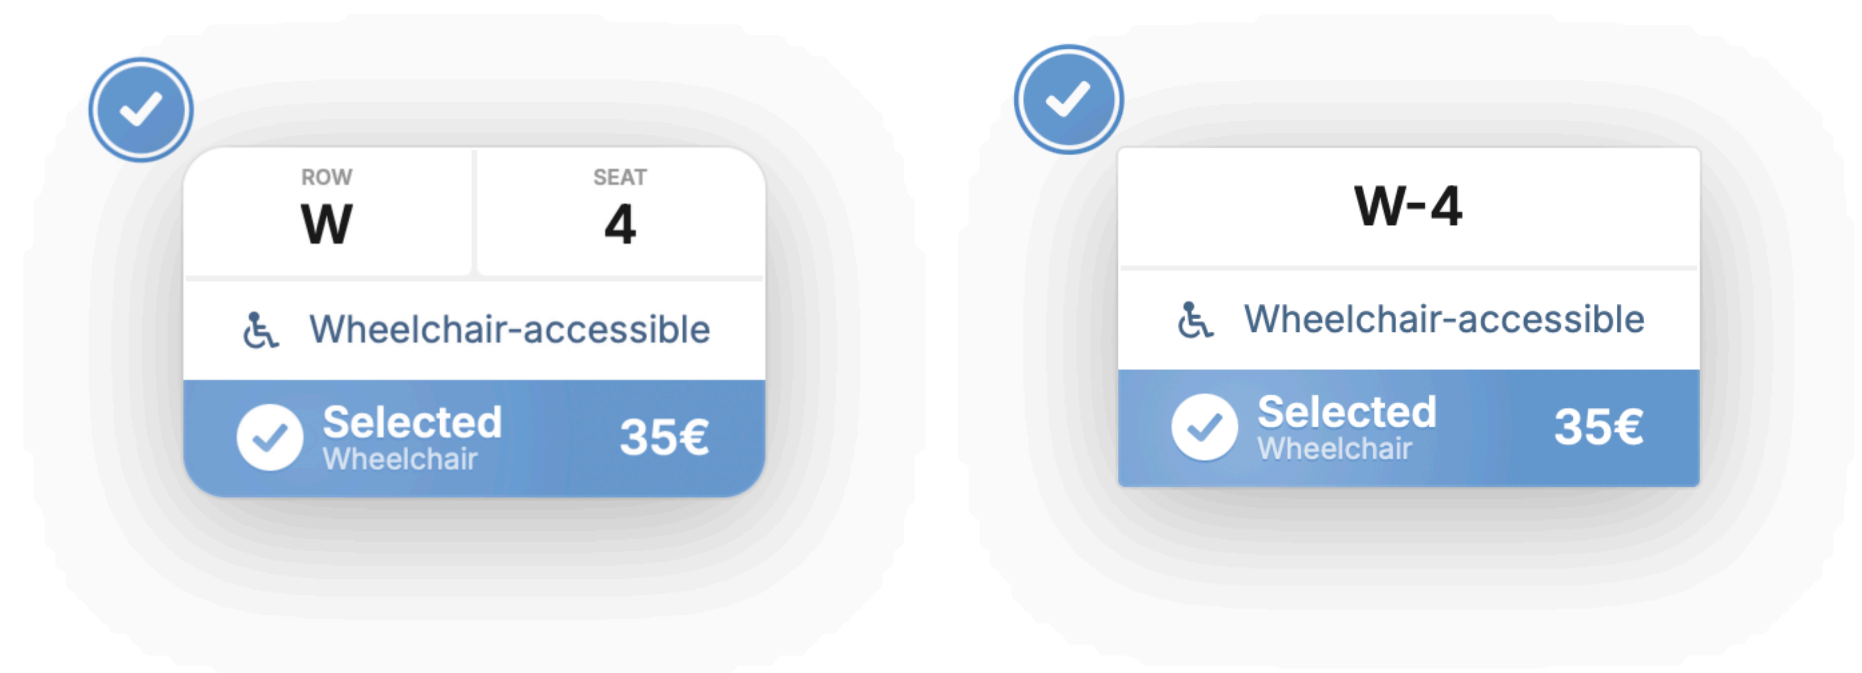 ROW SEAT
W 4
Wheelchair-accessible
Selected
Wheelchair
35€
W-4
Wheelchair-accessible
Selected
Wheelchair
35€